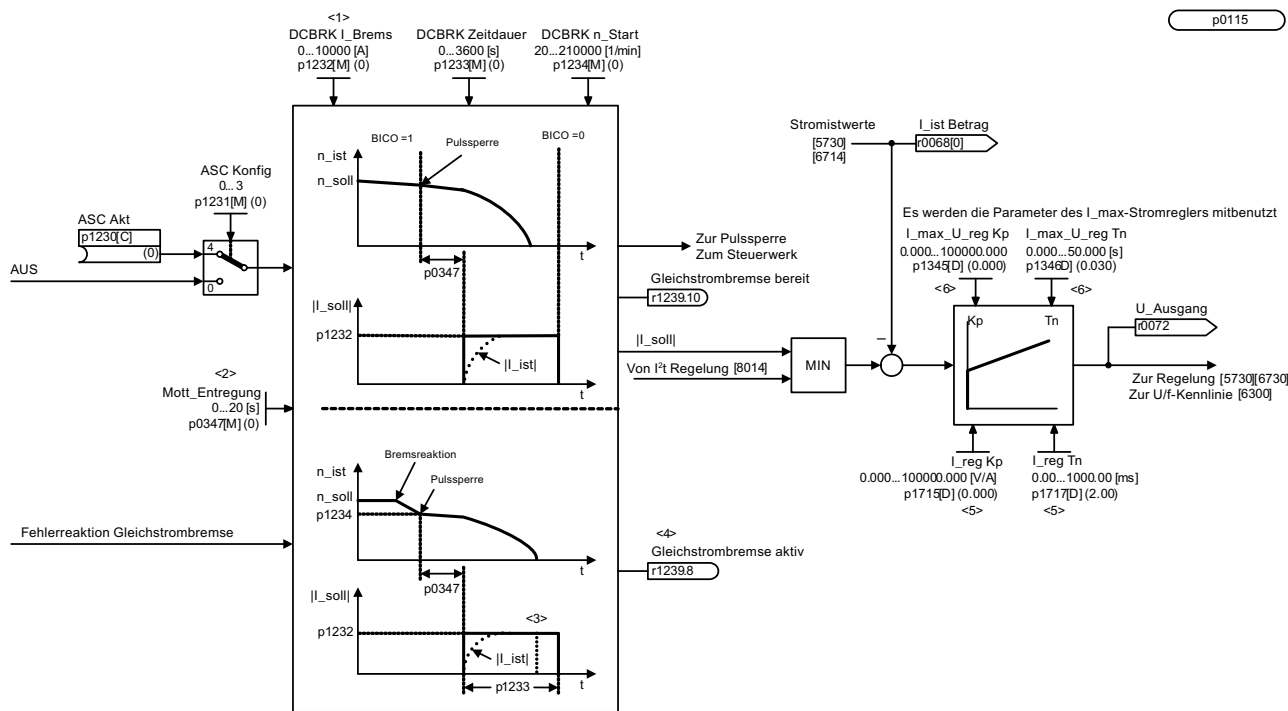 p0115
<1>
DCBRK I_Brems
0...10000 [A]
p1232[M] (0)
DCBRK Zeitdauer
0...3600 [s]
p1233[M] (0)
DCBRK n_Start
20...210000 [1/min]
p1234[M] (0)
ASC Konfig
0...3
p1231[M] (0)
ASC Akt
p1230[C]
(0)
AUS
4
0
<2>
Mott_Entregung
0...20 [s]
p0347[M] (0)
Fehlerreaktion Gleichstrombremse
BICO =1
BICO =0
n_ist
Pulssperre
n_soll
t
p0347
|I_soll|
p1232
|I_ist|
t
Bremsreaktion
n_ist
Pulssperre
n_soll
p1234
t
p0347
|I_soll|
<3>
p1232
|I_ist|
t
p1233
Zur Pulssperre
Zum Steuerwerk
Gleichstrombremse bereit
r1239.10
|I_soll|
Von I²t Regelung [8014]
MIN
<4>
Gleichstrombremse aktiv
r1239.8
Stromistwerte
[5730]
[6714]
I_ist Betrag
r0068[0]
–
Es werden die Parameter des I_max-Stromreglers mitbenutzt
I_max_U_reg Kp
0.000...100000.000
p1345[D] (0.000)
<6>
I_max_U_reg Tn
0.000...50.000 [s]
p1346[D] (0.030)
<6>
Kp
Tn
U_Ausgang
r0072
Zur Regelung [5730][6730]
Zur U/f-Kennlinie [6300]
I_reg Kp
0.000...100000.000 [V/A]
p1715[D] (0.000)
<5>
I_reg Tn
0.00...1000.00 [ms]
p1717[D] (2.00)
<5>